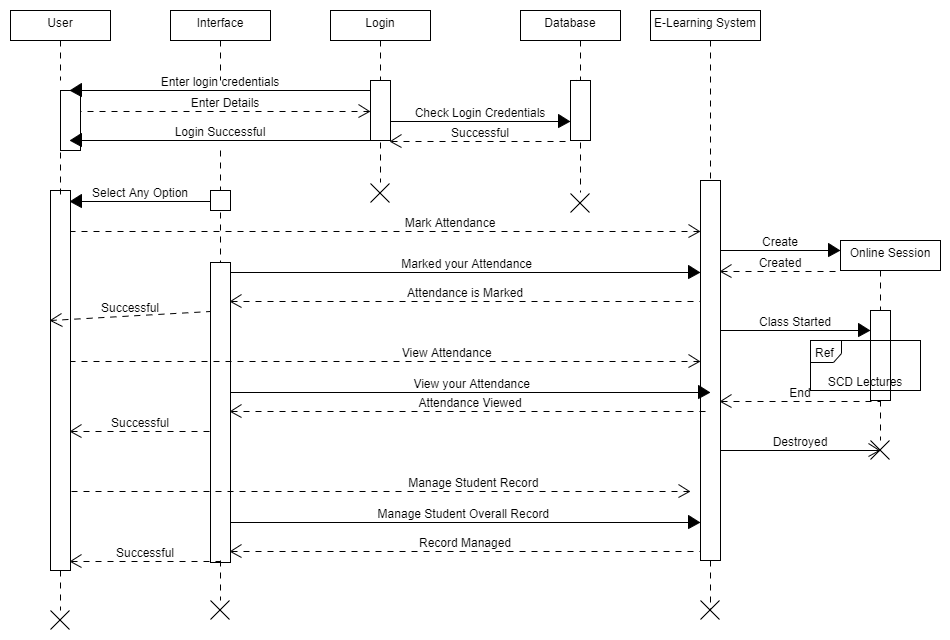 User
Interface
Login
Database
E-Learning System
Enter login credentials
Enter Details
Check Login Credentials
Login Successful
Successful
Select Any Option
Mark Attendance
Create
Online Session
Marked your Attendance
Created
Attendance is Marked
Successful
Class Started
View Attendance
Ref
View your Attendance
SCD Lectures
End
Attendance Viewed
Successful
Destroyed
Manage Student Record
Manage Student Overall Record
Record Managed
Successful